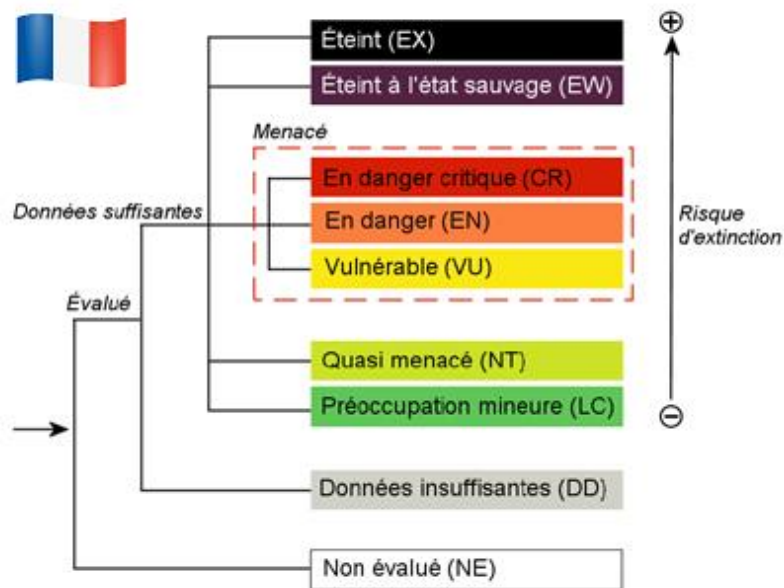 Éteint (EX)
Éteint à l'état sauvage (EW)
Menacé
En danger critique (CR)
Données suffisantes
En danger (EN)
Risque
d'extinction
Vulnérable (VU)
Évalué
Quasi menacé (NT)
Préoccupation mineure (LC)
Données insuffisantes (DD)
Non évalué (NE)